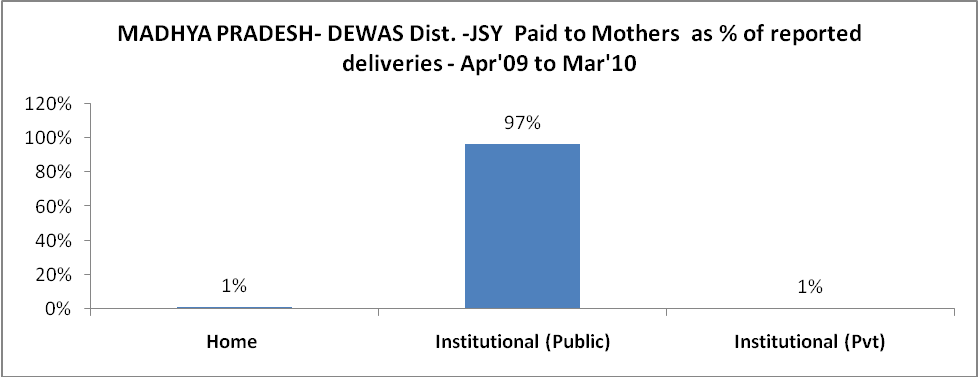 MADHYA PRADESH- DEWAS Dist. -JSY Paid to Mothers as % of reported
deliveries - Apr'09 to Mar'10
120%
100%
80%
60%
40%
20%
0%
1%
97%
1%
Home
Institutional (Public)
Institutional (Pvt)